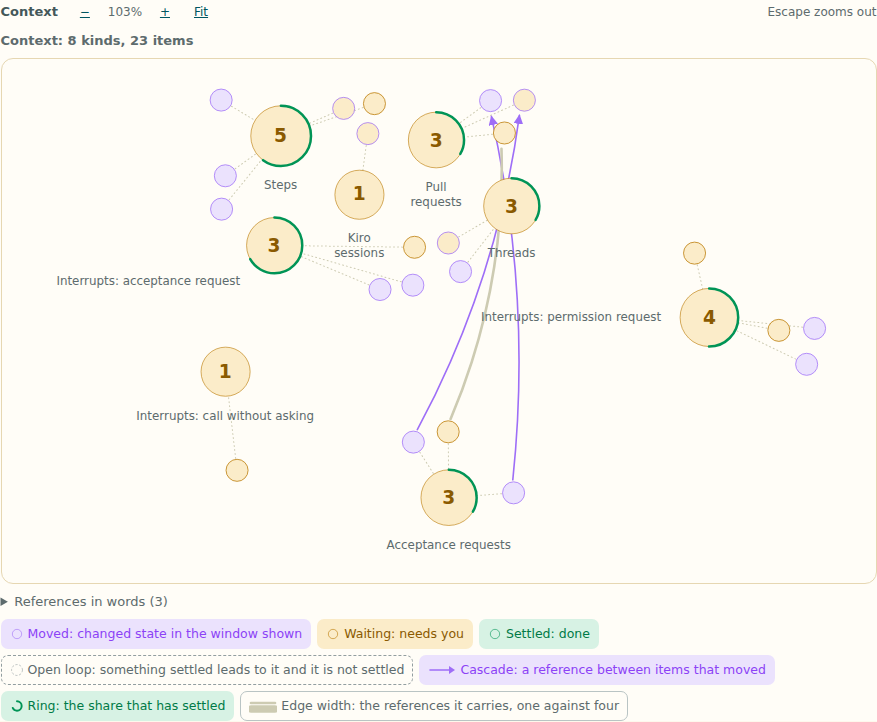 Context − 103% + Fit Escape zooms out
Context: 8 kinds, 23 items
5
Steps
3
Pull
requests
1
Kiro
sessions
3
Threads
3
Interrupts: acceptance request
4
Interrupts: permission request
1
Interrupts: call without asking
3
Acceptance requests
References in words (3)
Moved: changed state in the window shown
Waiting: needs you
Settled: done
Open loop: something settled leads to it and it is not settled
Cascade: a reference between items that moved
Ring: the share that has settled
Edge width: the references it carries, one against four